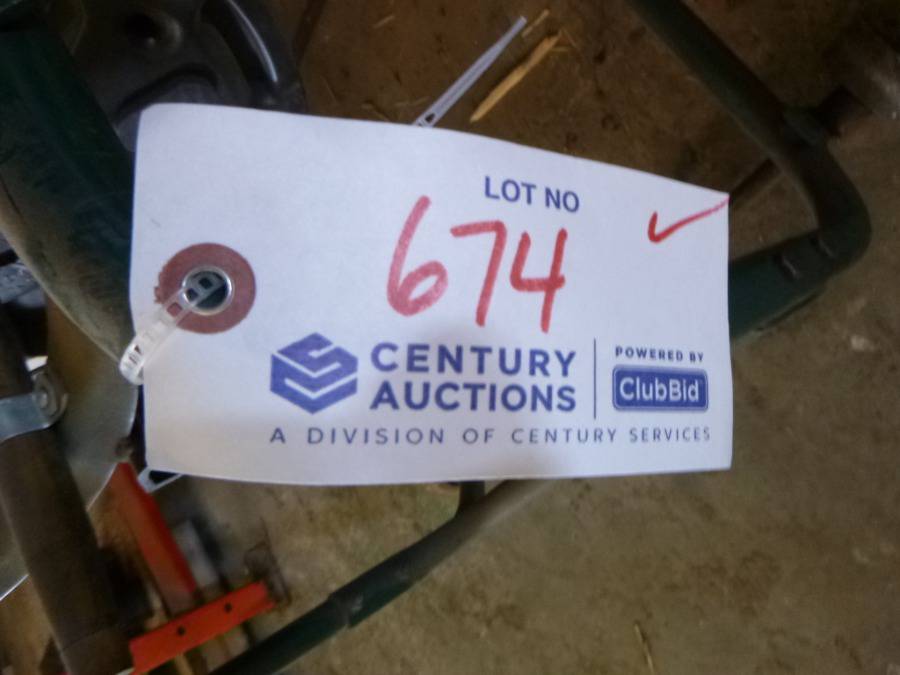 LOT NO
674
CENTURY
AUCTIONS
POWERED BY
ClubBid
A DIVISION OF CENTURY SERVICES